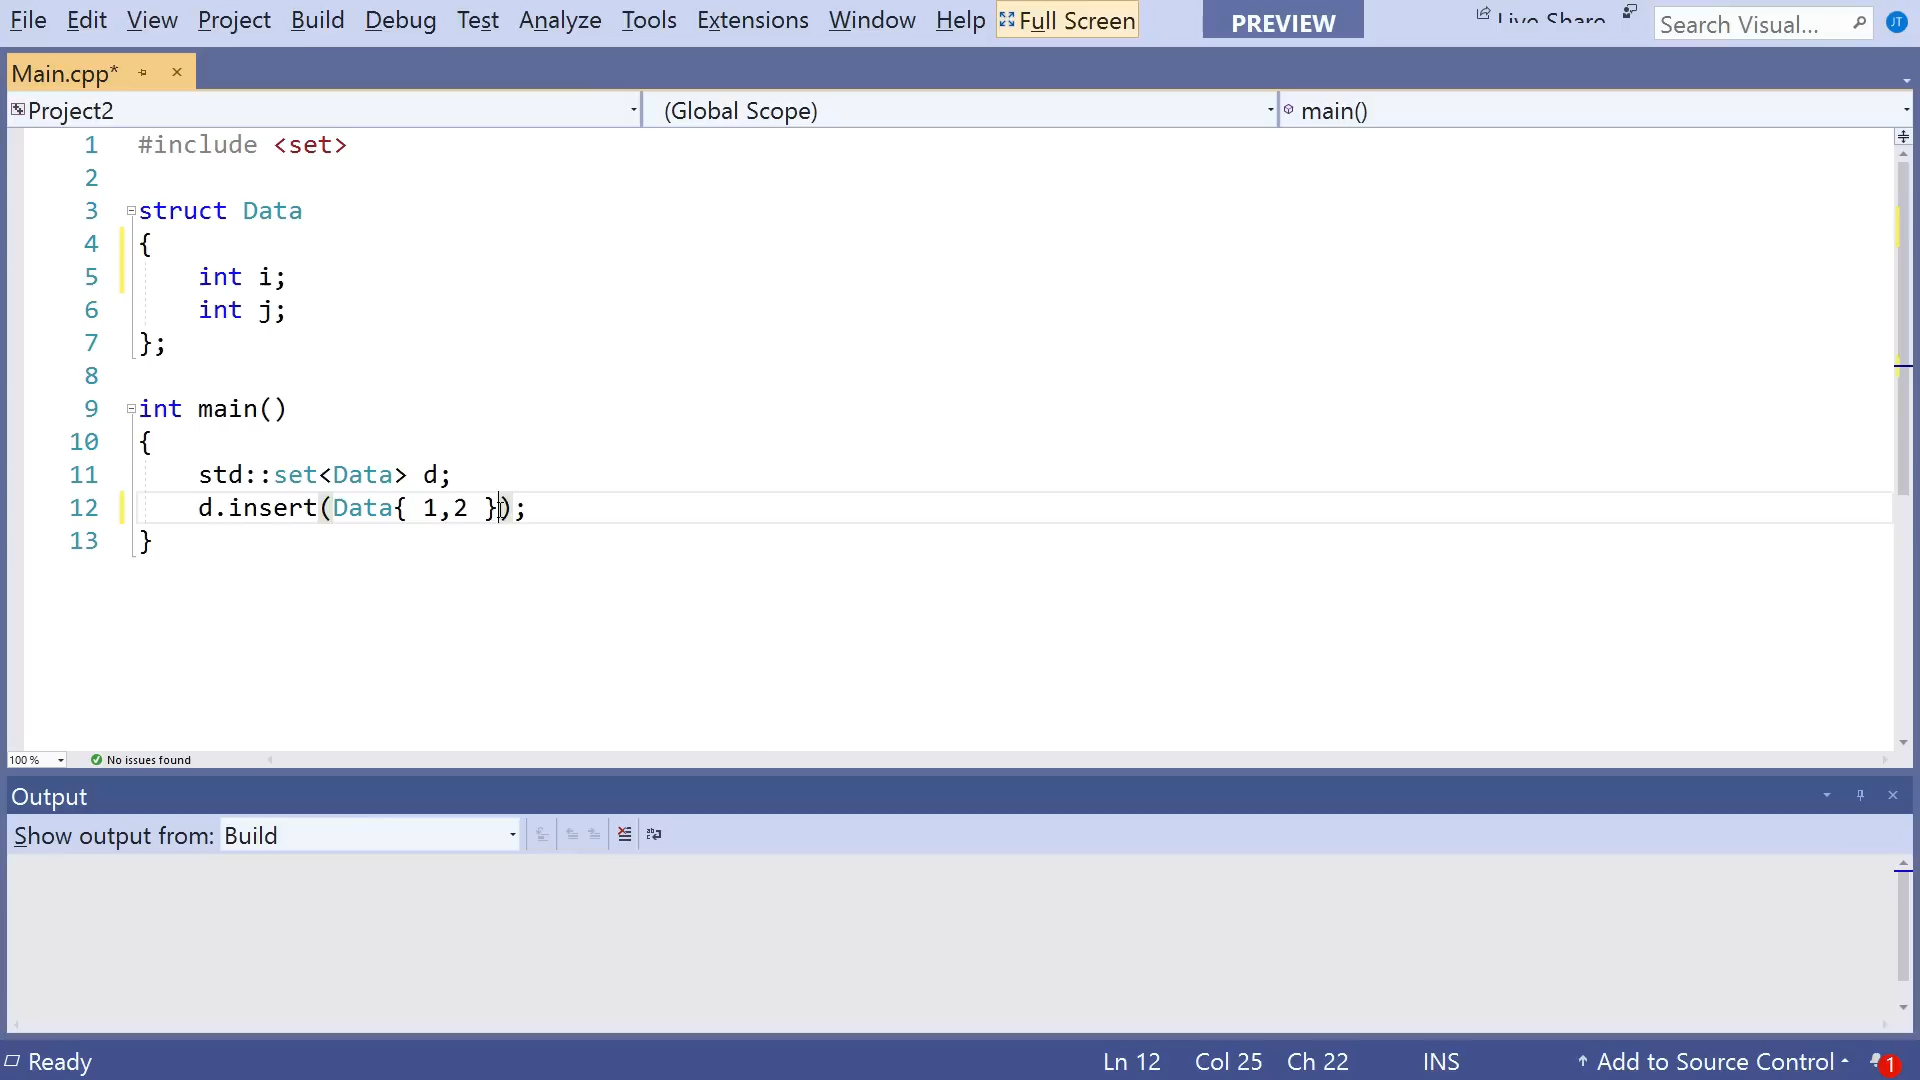 File Edit View Project Build Debug Test Analyze Tools Extensions Window Help Full Screen PREVIEW Live Share Search Visual... JT
Main.cpp*
Project2 (Global Scope) main()
1 #include <set>
2
3 struct Data
4 {
5 int i;
6 int j;
7 };
8
9 int main()
10 {
11 std::set<Data> d;
12 d.insert(Data{ 1,2 });
13 }
100 % No issues found
Output
Show output from: Build
Ready Ln 12 Col 25 Ch 22 INS Add to Source Control 1